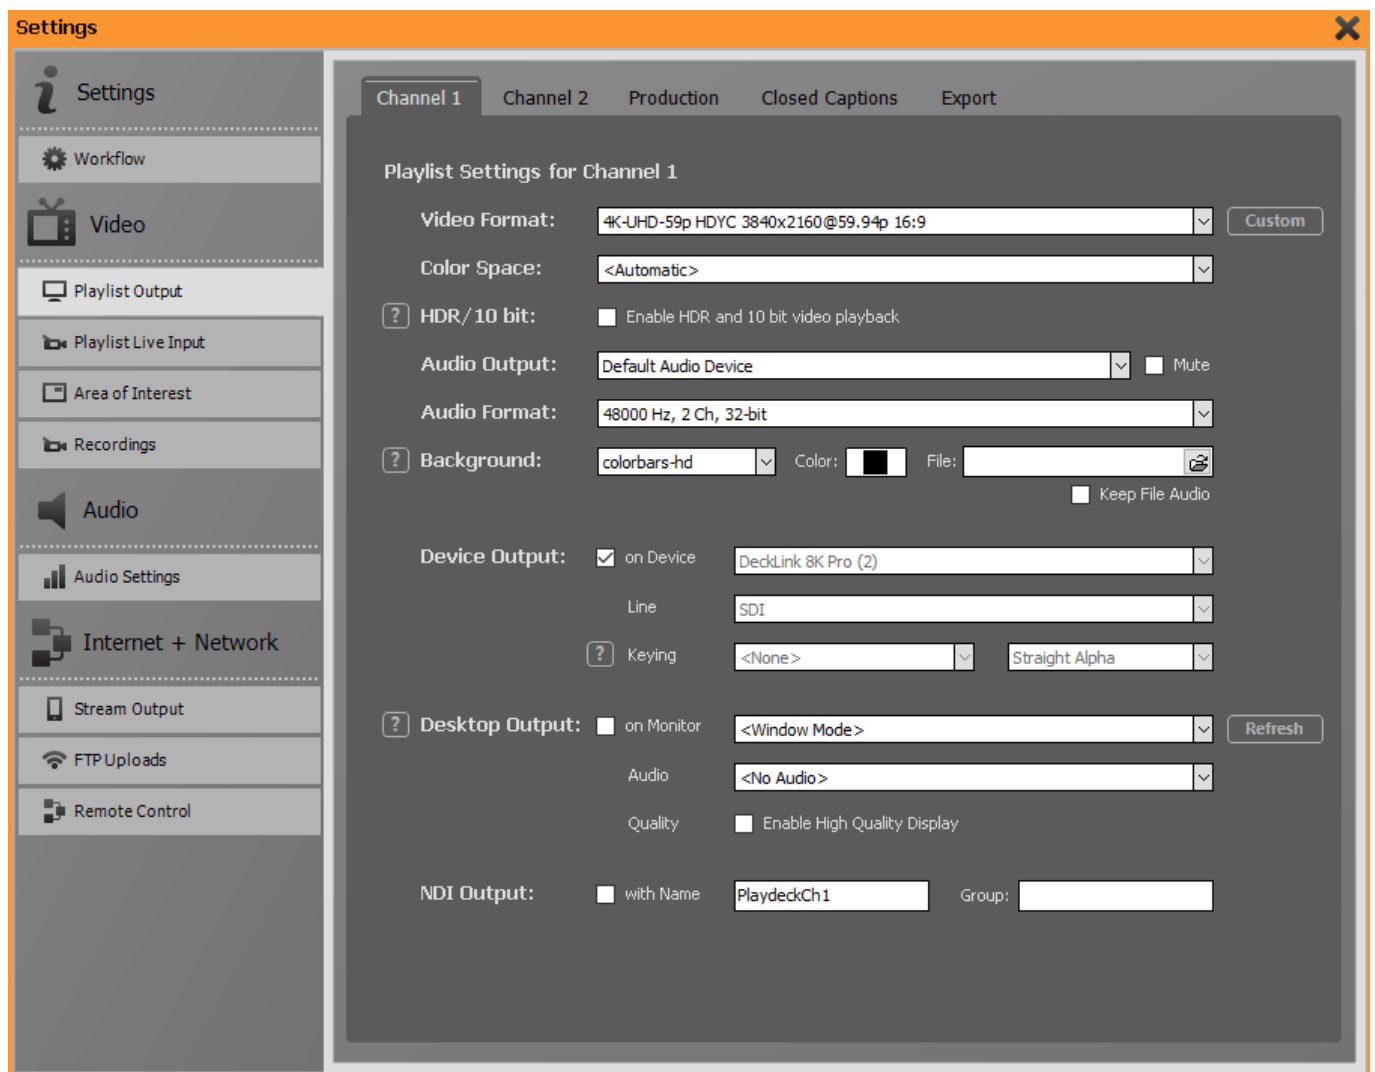 Settings
Settings
Workflow
Video
Playlist Output
Playlist Live Input
Area of Interest
Recordings
Audio
Audio Settings
Internet + Network
Stream Output
FTP Uploads
Remote Control
Channel 1 Channel 2 Production Closed Captions Export
Playlist Settings for Channel 1
Video Format: 4K-UHD-59p HDYC 3840x2160@59.94p 16:9 Custom
Color Space: <Automatic>
? HDR/10 bit: Enable HDR and 10 bit video playback
Audio Output: Default Audio Device Mute
Audio Format: 48000 Hz, 2 Ch, 32-bit
? Background: colorbars-hd Color: File:
Keep File Audio
Device Output: on Device DeckLink 8K Pro (2)
Line SDI
? Keying <None> Straight Alpha
? Desktop Output: on Monitor <Window Mode> Refresh
Audio <No Audio>
Quality Enable High Quality Display
NDI Output: with Name PlaydeckCh1 Group: